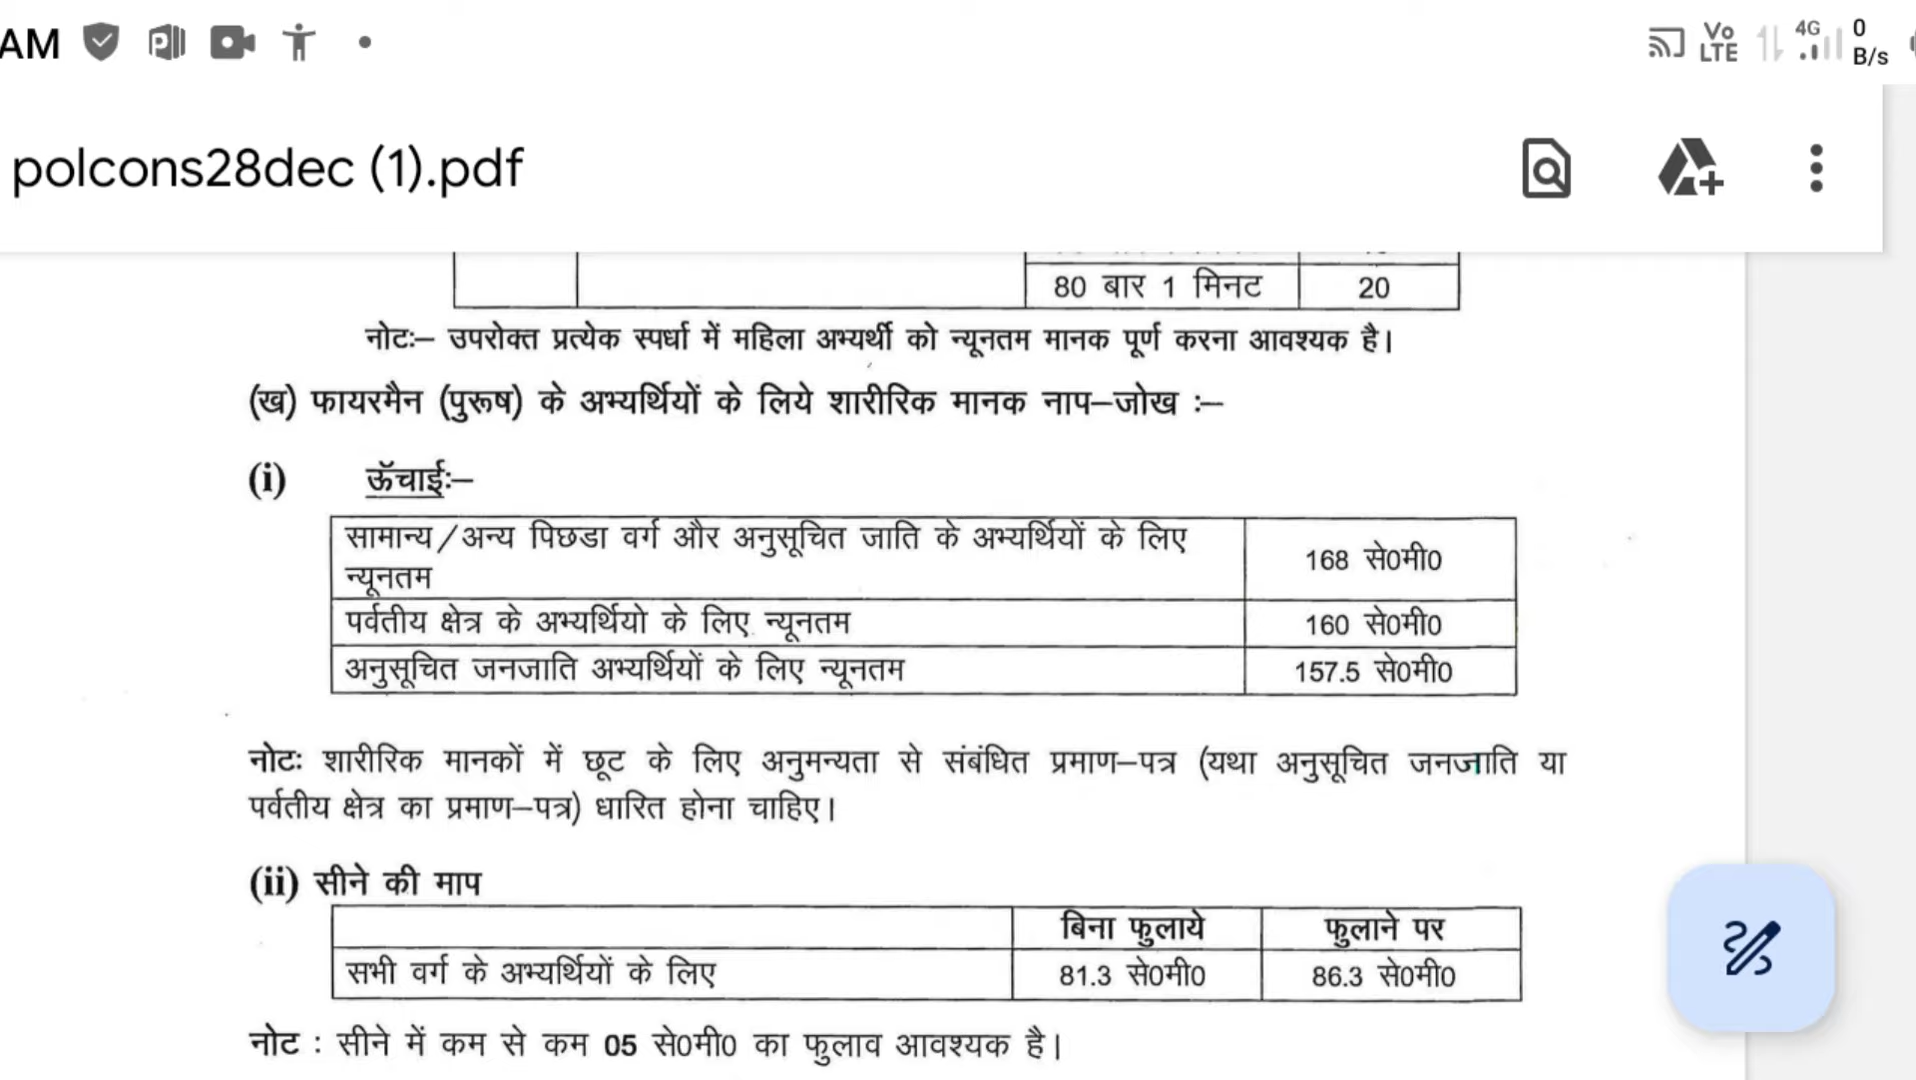 AM
Vo LTE 4G 0 B/s
polcons28dec (1).pdf
80 बार 1 मिनट 20
नोटः– उपरोक्त प्रत्येक स्पर्धा में महिला अभ्यर्थी को न्यूनतम मानक पूर्ण करना आवश्यक है।
(ख) फायरमैन (पुरूष) के अभ्यर्थियों के लिये शारीरिक मानक नाप–जोख :–
(i) ऊॅचाईः–
सामान्य/अन्य पिछडा वर्ग और अनुसूचित जाति के अभ्यर्थियों के लिए
न्यूनतम
168 से0मी0
पर्वतीय क्षेत्र के अभ्यर्थियो के लिए न्यूनतम 160 से0मी0
अनुसूचित जनजाति अभ्यर्थियों के लिए न्यूनतम 157.5 से0मी0
नोटः शारीरिक मानकों में छूट के लिए अनुमन्यता से संबंधित प्रमाण–पत्र (यथा अनुसूचित जनजाति या
पर्वतीय क्षेत्र का प्रमाण–पत्र) धारित होना चाहिए।
(ii) सीने की माप
बिना फुलाये फुलाने पर
सभी वर्ग के अभ्यर्थियों के लिए 81.3 से0मी0 86.3 से0मी0
नोट : सीने में कम से कम 05 से0मी0 का फुलाव आवश्यक है।